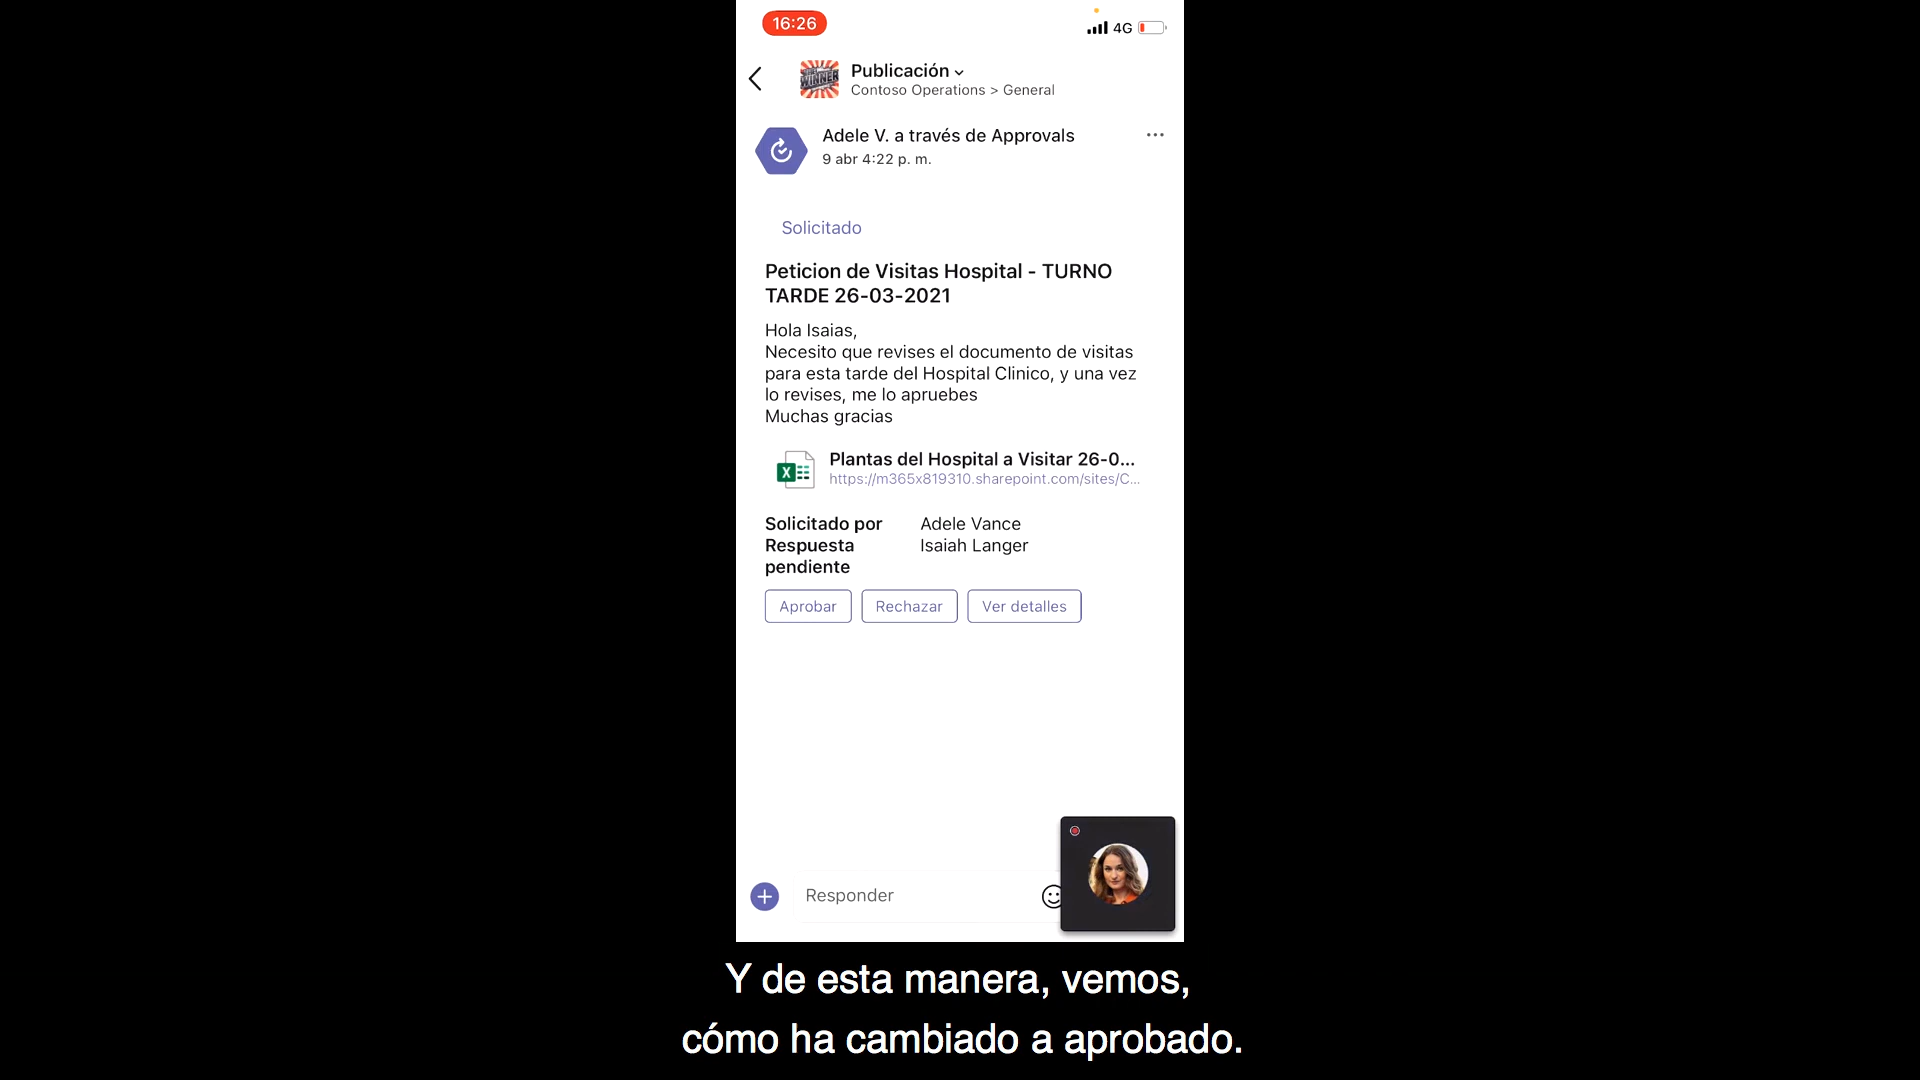 16:26
4G
Publicación
Contoso Operations > General
WINNER
Adele V. a través de Approvals
9 abr 4:22 p. m.
Solicitado
Peticion de Visitas Hospital - TURNO
TARDE 26-03-2021
Hola Isaias,
Necesito que revises el documento de visitas
para esta tarde del Hospital Clinico, y una vez
lo revises, me lo apruebes
Muchas gracias
Plantas del Hospital a Visitar 26-0...
https://m365x819310.sharepoint.com/sites/C...
Solicitado por Adele Vance
Respuesta Isaiah Langer
pendiente
Aprobar Rechazar Ver detalles
Responder
Y de esta manera, vemos,
cómo ha cambiado a aprobado.